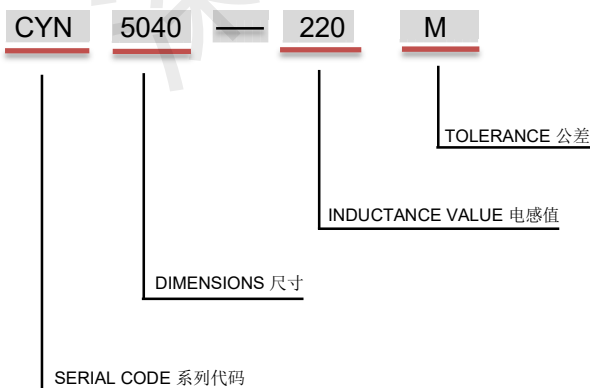 CYN 5040 — 220 M
TOLERANCE 公差
INDUCTANCE VALUE 电感值
DIMENSIONS 尺寸
SERIAL CODE 系列代码